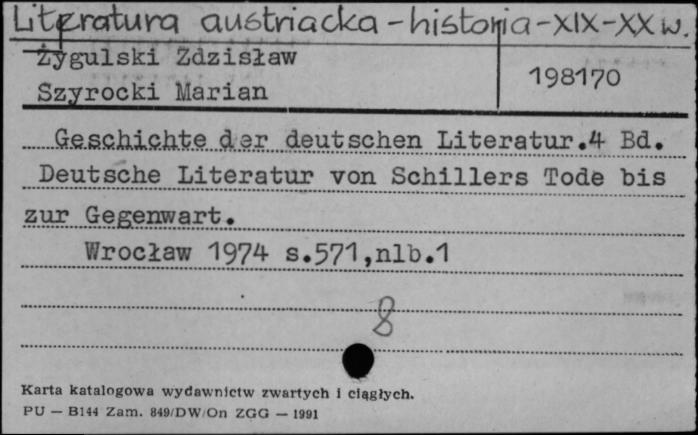 Literatura austriacka - historia - XIX - XX w.
Żygulski Zdzisław
198170
Szyrocki Marian
Geschichte der deutschen Literatur.4 Bd.
Deutsche Literatur von Schillers Tode bis
zur Gegenwart.
Wrocław 1974 s.571,nlb.1
8
Karta katalogowa wydawnictw zwartych i ciągłych.
PU — B144 Zam. 849/DW/On ZGG — 1991